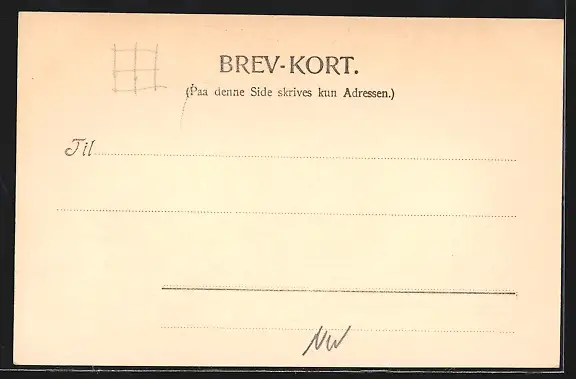 BREV-KORT.
(Paa denne Side skrives kun Adressen.)
Til